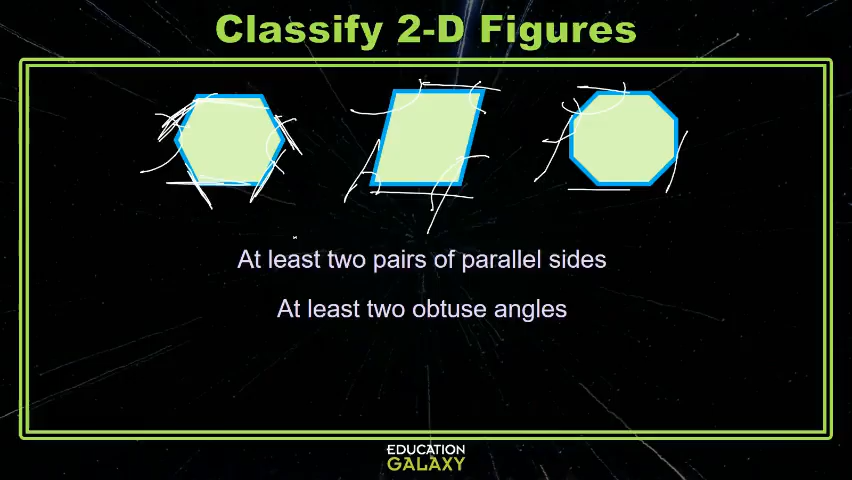 Classify 2-D Figures
At least two pairs of parallel sides
At least two obtuse angles
EDUCATION
GALAXY